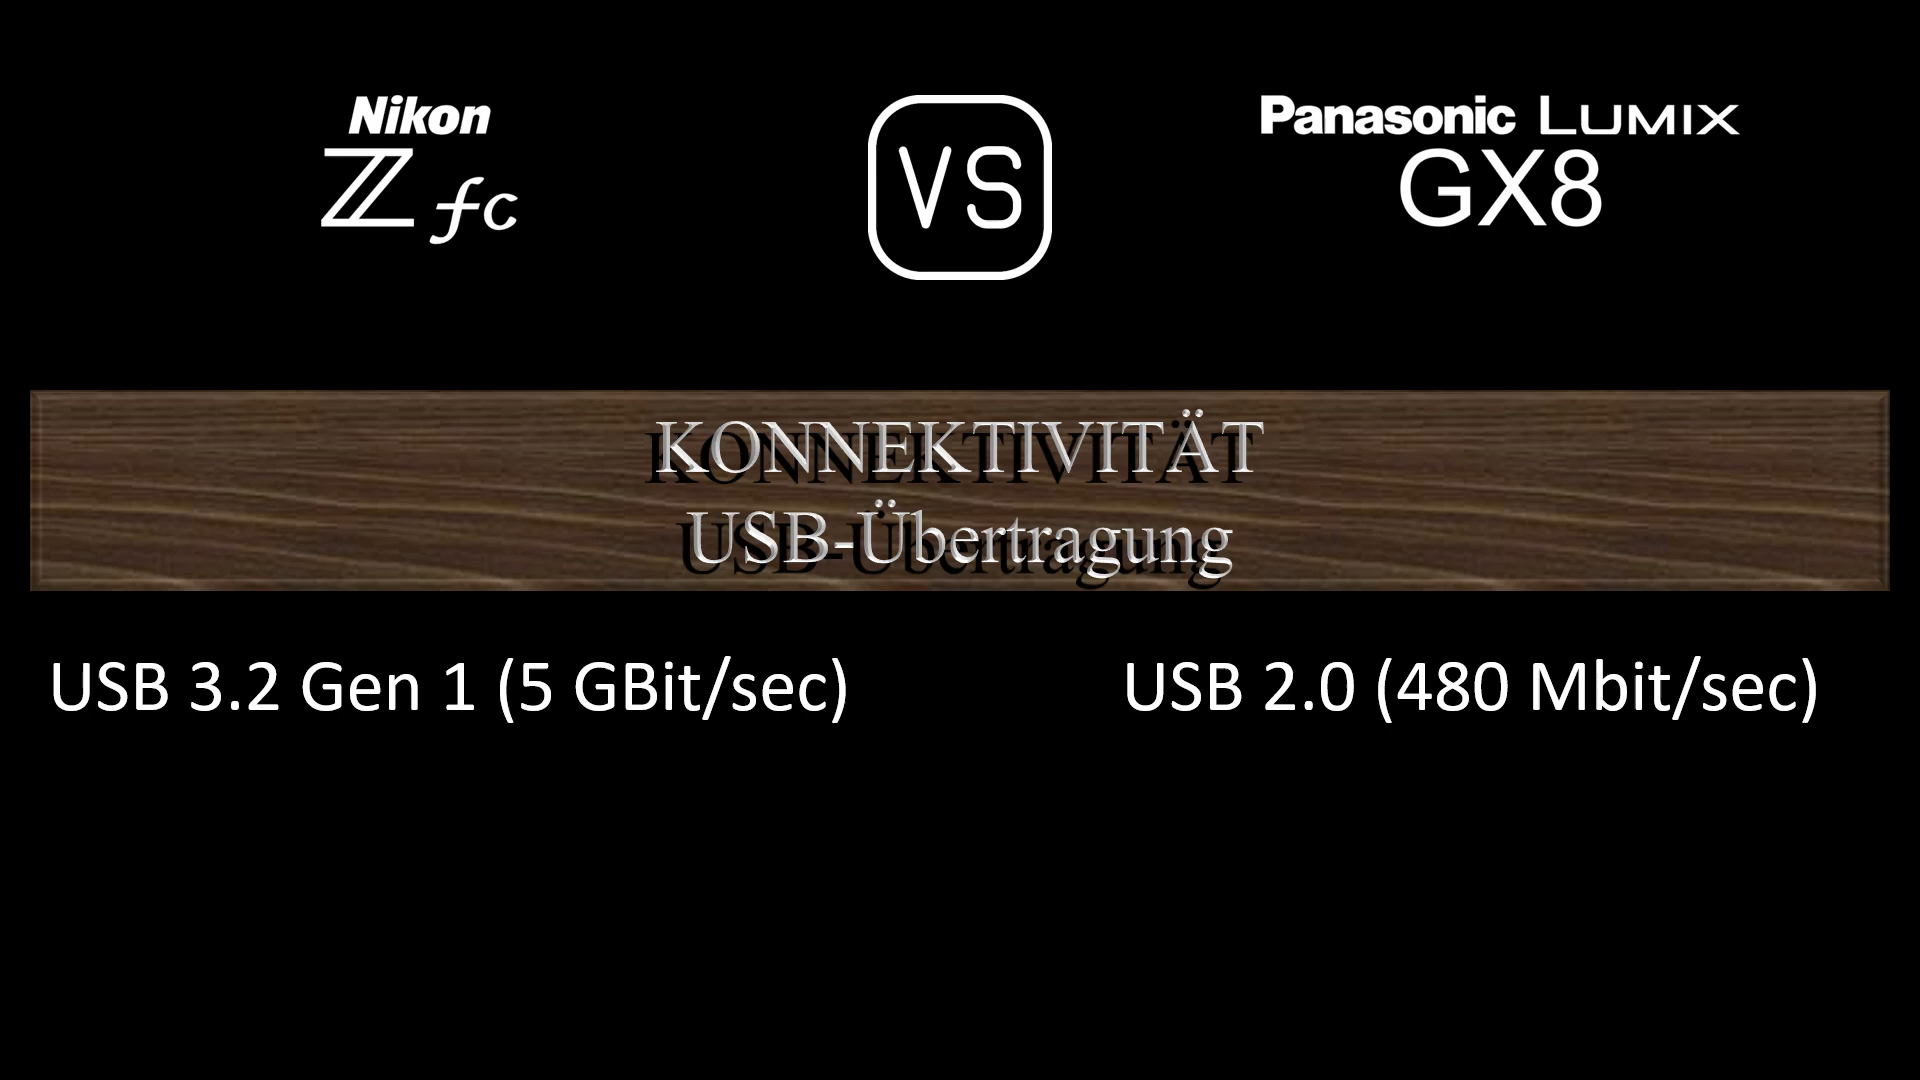 Nikon
Z fc
VS
Panasonic LUMIX
GX8
KONNEKTIVITÄT
USB-Übertragung
USB 3.2 Gen 1 (5 GBit/sec)
USB 2.0 (480 Mbit/sec)